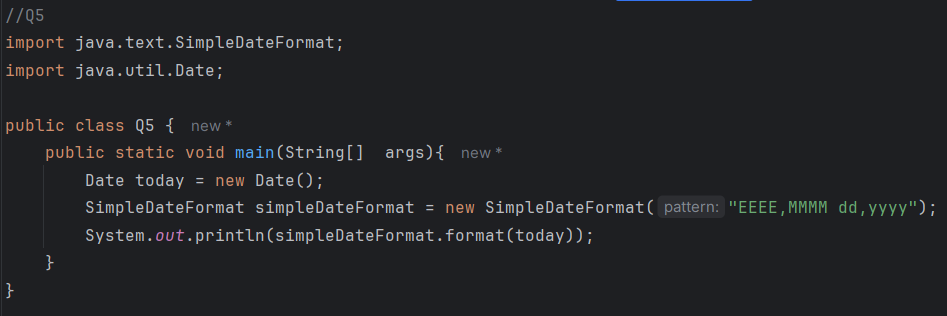 //Q5
import java.text.SimpleDateFormat;
import java.util.Date;
public class Q5 {  new *
    public static void main(String[]  args){  new *
        Date today = new Date();
        SimpleDateFormat simpleDateFormat = new SimpleDateFormat( pattern: "EEEE,MMMM dd,yyyy");
        System.out.println(simpleDateFormat.format(today));
    }
}